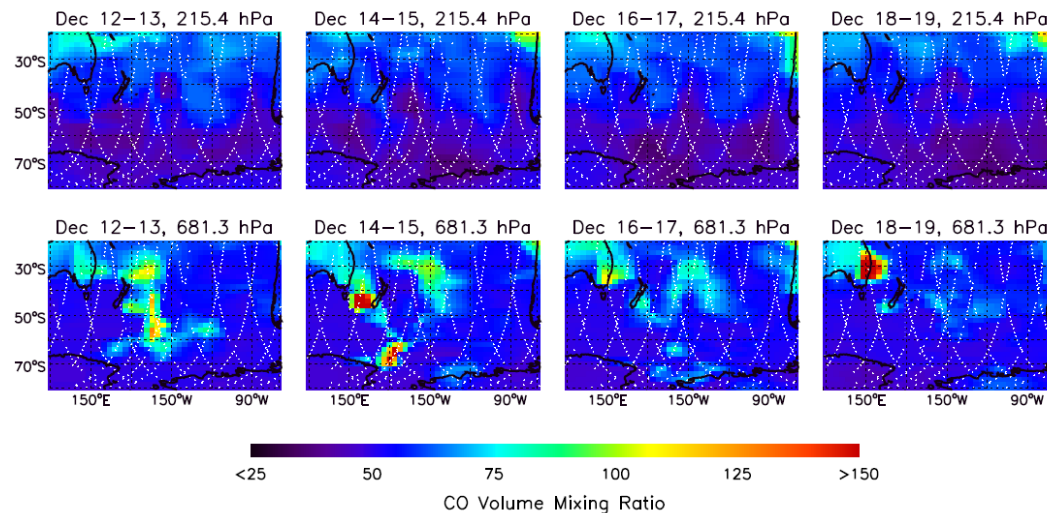 Dec 12–13, 215.4 hPa Dec 14–15, 215.4 hPa Dec 16–17, 215.4 hPa Dec 18–19, 215.4 hPa
30°S
50°S
70°S
Dec 12–13, 681.3 hPa Dec 14–15, 681.3 hPa Dec 16–17, 681.3 hPa Dec 18–19, 681.3 hPa
30°S
50°S
70°S
150°E 150°W 90°W 150°E 150°W 90°W 150°E 150°W 90°W 150°E 150°W 90°W
<25 50 75 100 125 >150
CO Volume Mixing Ratio